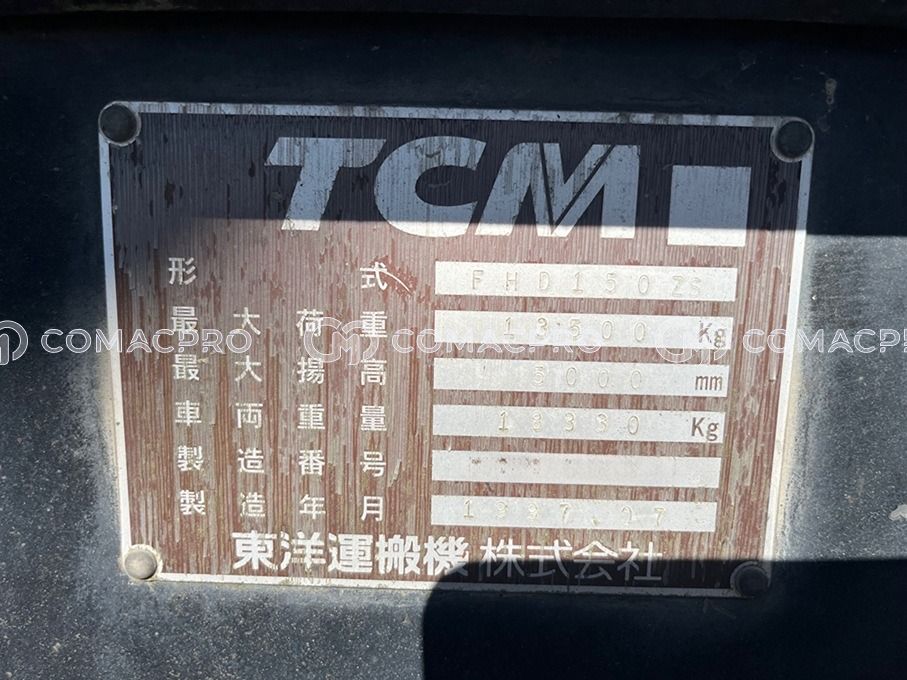 TCM
形式 FHD150ZS
最大荷重 13500 Kg
COMACPRO COMACPRO COMACPRO
最大揚高 5000 mm
車両重量 18330 Kg
製造番号
製造年月 1997.07
東洋運搬機株式会社